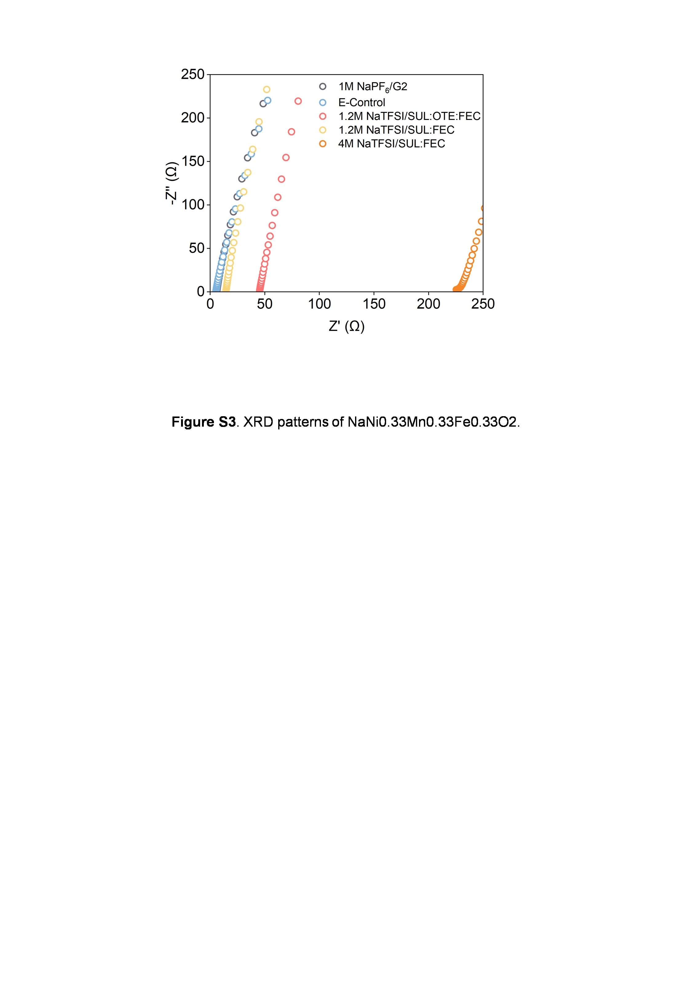 250
200
150
100
50
0
-Z'' (Ω)
1M NaPF6/G2
E-Control
1.2M NaTFSI/SUL:OTE:FEC
1.2M NaTFSI/SUL:FEC
4M NaTFSI/SUL:FEC
0 50 100 150 200 250
Z' (Ω)
Figure S3. XRD patterns of NaNi0.33Mn0.33Fe0.33O2.